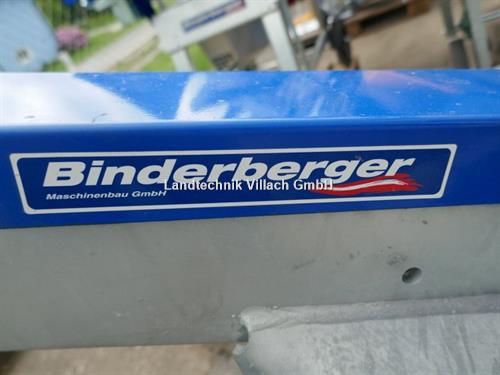 Binderberger
Landtechnik Villach GmbH
Maschinenbau GmbH